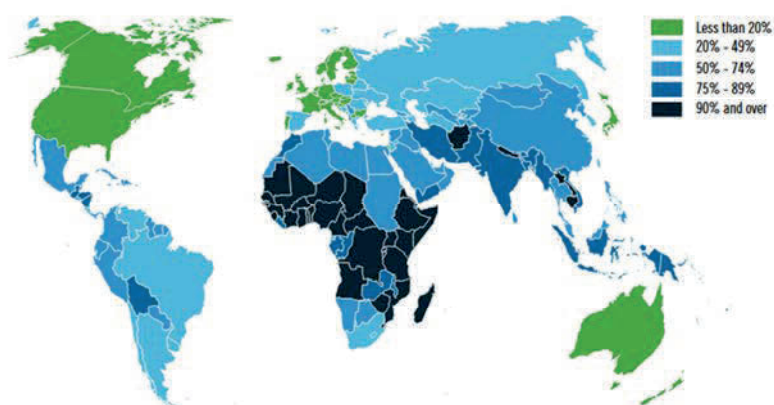 Less than 20%
20% - 49%
50% - 74%
75% - 89%
90% and over